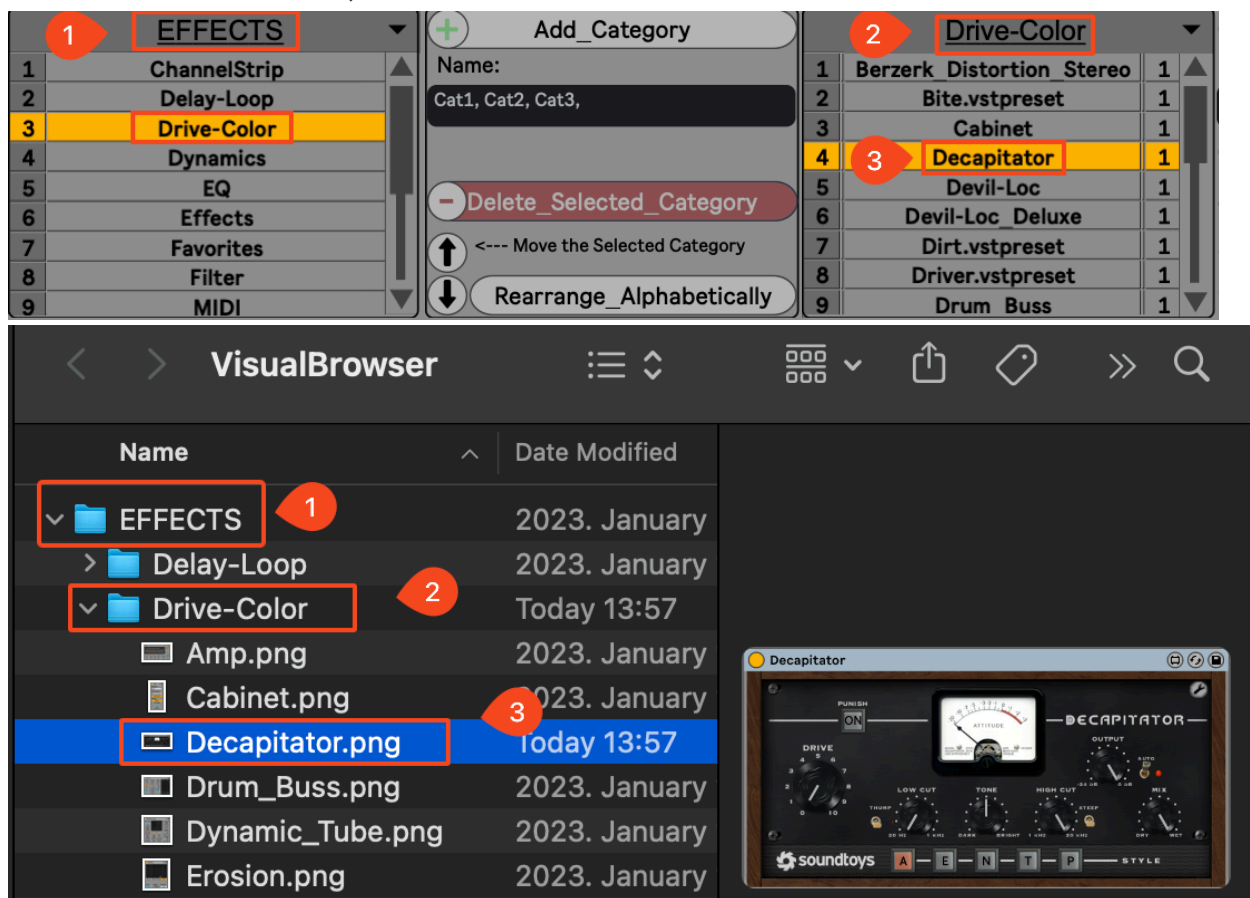 1 EFFECTS
1 ChannelStrip
2 Delay-Loop
3 Drive-Color
4 Dynamics
5 EQ
6 Effects
7 Favorites
8 Filter
9 MIDI
Add_Category
Name:
Cat1, Cat2, Cat3,
Delete_Selected_Category
<--- Move the Selected Category
Rearrange_Alphabetically
2 Drive-Color
1 Berzerk_Distortion_Stereo 1
2 Bite.vstpreset 1
3 Cabinet 1
4 3 Decapitator 1
5 Devil-Loc 1
6 Devil-Loc_Deluxe 1
7 Dirt.vstpreset 1
8 Driver.vstpreset 1
9 Drum_Buss 1
VisualBrowser
Name Date Modified
EFFECTS 1 2023. January
Delay-Loop 2023. January
Drive-Color 2 Today 13:57
Amp.png 2023. January
Cabinet.png 2023. January
Decapitator.png 3 Today 13:57
Drum_Buss.png 2023. January
Dynamic_Tube.png 2023. January
Erosion.png 2023. January
Decapitator
PUNISH
ON
ATTITUDE
DECAPITATOR
OUTPUT
AUTO
DRIVE
LOW CUT TONE HIGH CUT MIX
THUMP STEEP
DARK BRIGHT
DRY WET
soundtoys A E N T P STYLE